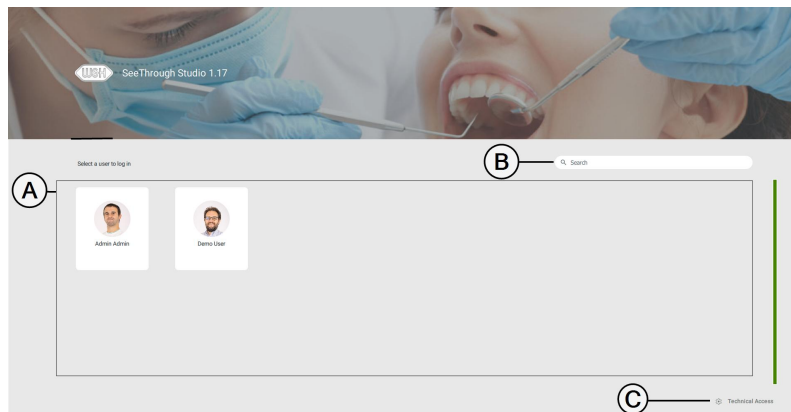 W&H SeeThrough Studio 1.17
Select a user to log in
B
Search
A
Admin Admin
Demo User
C
Technical Access